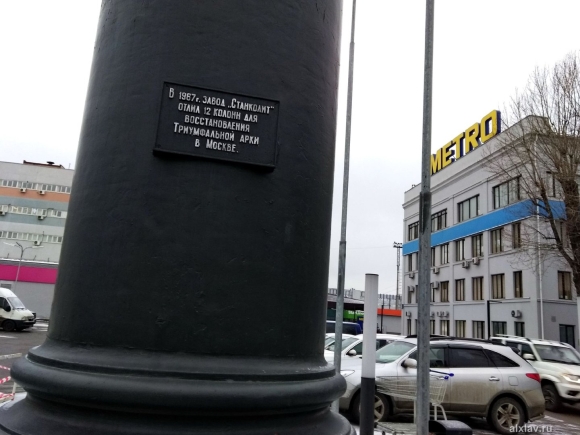 В 1967г. ЗАВОД „СТАНКОЛИТ"
ОТЛИЛ 12 КОЛОНН ДЛЯ
ВОССТАНОВЛЕНИЯ
ТРИУМФАЛЬНОЙ АРКИ
В МОСКВЕ.
METRO
alxlav.ru